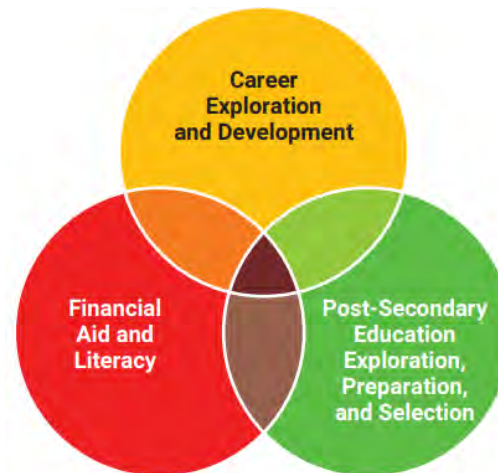 Career
Exploration
and Development
Financial
Aid and
Literacy
Post-Secondary
Education
Exploration,
Preparation,
and Selection